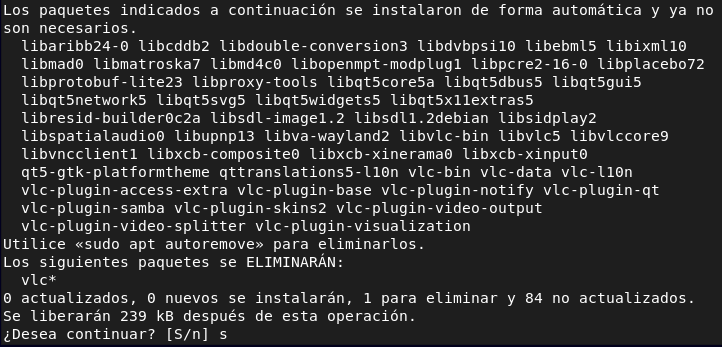 Los paquetes indicados a continuación se instalaron de forma automática y ya no
son necesarios.
  libaribb24-0 libcddb2 libdouble-conversion3 libdvbpsi10 libebml5 libixml10
  libmad0 libmatroska7 libmd4c0 libopenmpt-modplug1 libpcre2-16-0 libplacebo72
  libprotobuf-lite23 libproxy-tools libqt5core5a libqt5dbus5 libqt5gui5
  libqt5network5 libqt5svg5 libqt5widgets5 libqt5x11extras5
  libresid-builder0c2a libsdl-image1.2 libsdl1.2debian libsidplay2
  libspatialaudio0 libupnp13 libva-wayland2 libvlc-bin libvlc5 libvlccore9
  libvncclient1 libxcb-composite0 libxcb-xinerama0 libxcb-xinput0
  qt5-gtk-platformtheme qttranslations5-l10n vlc-bin vlc-data vlc-l10n
  vlc-plugin-access-extra vlc-plugin-base vlc-plugin-notify vlc-plugin-qt
  vlc-plugin-samba vlc-plugin-skins2 vlc-plugin-video-output
  vlc-plugin-video-splitter vlc-plugin-visualization
Utilice «sudo apt autoremove» para eliminarlos.
Los siguientes paquetes se ELIMINARÁN:
  vlc*
0 actualizados, 0 nuevos se instalarán, 1 para eliminar y 84 no actualizados.
Se liberarán 239 kB después de esta operación.
¿Desea continuar? [S/n] s